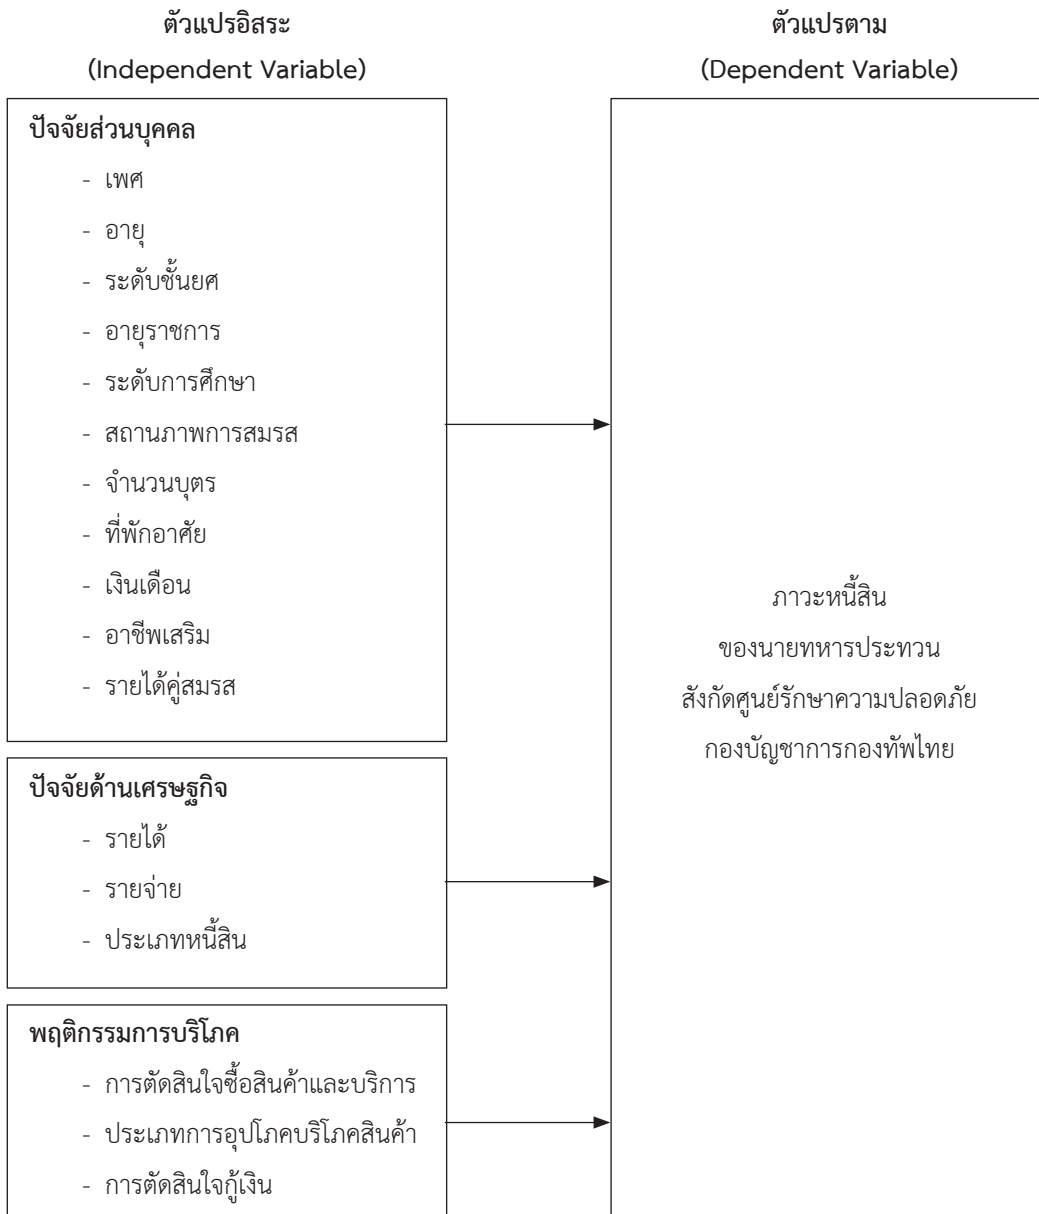 ตัวแปรอิสระ
(Independent Variable)
ปัจจัยส่วนบุคคล
- เพศ
- อายุ
- ระดับชั้นยศ
- อายุราชการ
- ระดับการศึกษา
- สถานภาพการสมรส
- จำนวนบุตร
- ที่พักอาศัย
- เงินเดือน
- อาชีพเสริม
- รายได้คู่สมรส
ปัจจัยด้านเศรษฐกิจ
- รายได้
- รายจ่าย
- ประเภทหนี้สิน
พฤติกรรมการบริโภค
- การตัดสินใจซื้อสินค้าและบริการ
- ประเภทการอุปโภคบริโภคสินค้า
- การตัดสินใจกู้เงิน
ตัวแปรตาม
(Dependent Variable)
ภาวะหนี้สิน
ของนายทหารประทวน
สังกัดศูนย์รักษาความปลอดภัย
กองบัญชาการกองทัพไทย